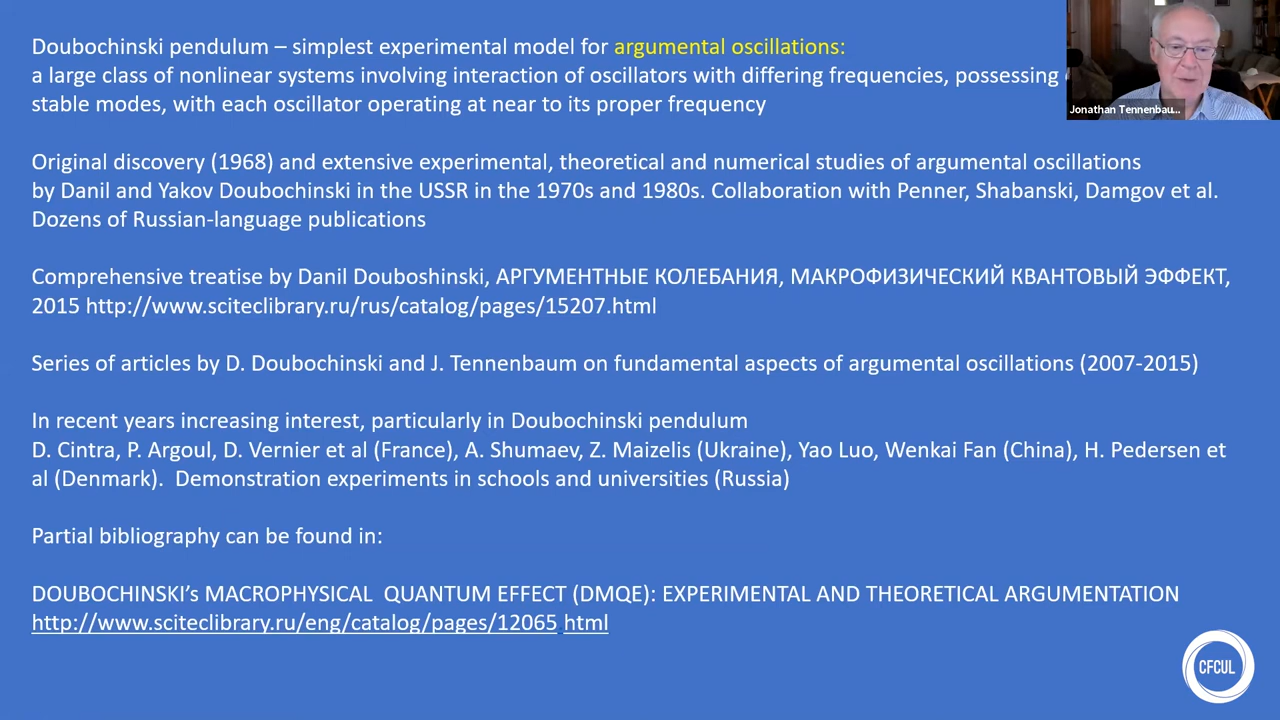 Doubochinski pendulum – simplest experimental model for argumental oscillations:
a large class of nonlinear systems involving interaction of oscillators with differing frequencies, possessing
stable modes, with each oscillator operating at near to its proper frequency
Jonathan Tennenbau...
Original discovery (1968) and extensive experimental, theoretical and numerical studies of argumental oscillations
by Danil and Yakov Doubochinski in the USSR in the 1970s and 1980s. Collaboration with Penner, Shabanski, Damgov et al.
Dozens of Russian-language publications
Comprehensive treatise by Danil Douboshinski, АРГУМЕНТНЫЕ КОЛЕБАНИЯ, МАКРОФИЗИЧЕСКИЙ КВАНТОВЫЙ ЭФФЕКТ,
2015 http://www.sciteclibrary.ru/rus/catalog/pages/15207.html
Series of articles by D. Doubochinski and J. Tennenbaum on fundamental aspects of argumental oscillations (2007-2015)
In recent years increasing interest, particularly in Doubochinski pendulum
D. Cintra, P. Argoul, D. Vernier et al (France), A. Shumaev, Z. Maizelis (Ukraine), Yao Luo, Wenkai Fan (China), H. Pedersen et
al (Denmark). Demonstration experiments in schools and universities (Russia)
Partial bibliography can be found in:
DOUBOCHINSKI’s MACROPHYSICAL QUANTUM EFFECT (DMQE): EXPERIMENTAL AND THEORETICAL ARGUMENTATION
http://www.sciteclibrary.ru/eng/catalog/pages/12065 html
CFCUL